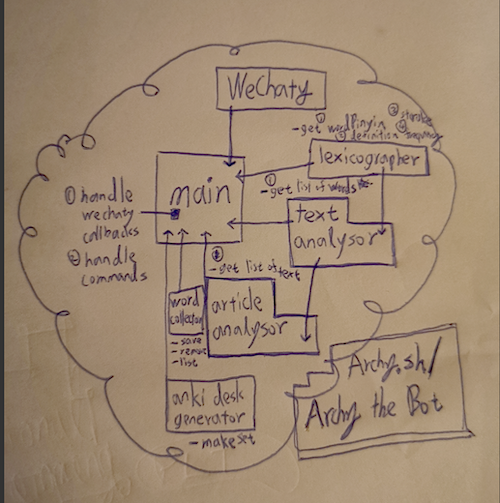 WeChaty
① ③ strokes
-get word Pinyin
② definition ④ frequency
lexicographer
①
-get list of words
main
① handle
wechaty
callbacks
② handle
commands
text
analysor
-get list of text
word
collector
-save
-remove
-list
article
analysor
anki desk
generator
-make set
Archy.sh/
Archy the Bot